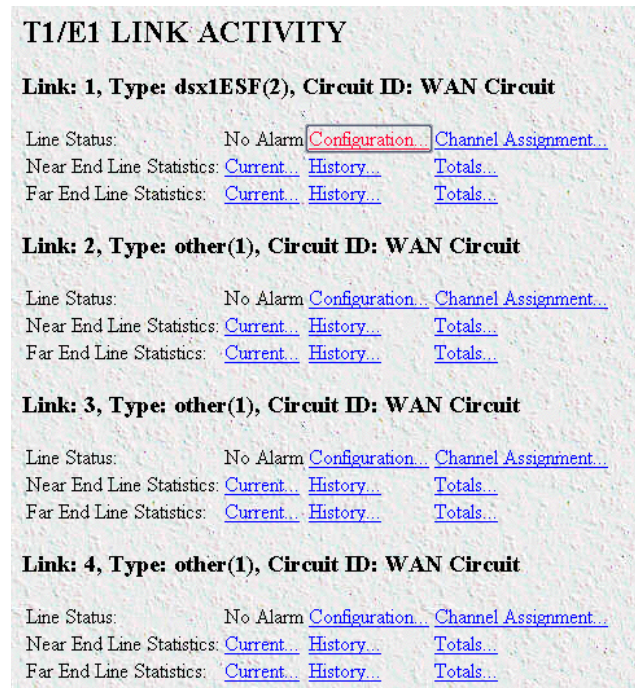 T1/E1 LINK ACTIVITY
Link: 1, Type: dsx1ESF(2), Circuit ID: WAN Circuit
Line Status: No Alarm Configuration... Channel Assignment...
Near End Line Statistics: Current... History... Totals...
Far End Line Statistics: Current... History... Totals...
Link: 2, Type: other(1), Circuit ID: WAN Circuit
Line Status: No Alarm Configuration... Channel Assignment...
Near End Line Statistics: Current... History... Totals...
Far End Line Statistics: Current... History... Totals...
Link: 3, Type: other(1), Circuit ID: WAN Circuit
Line Status: No Alarm Configuration... Channel Assignment...
Near End Line Statistics: Current... History... Totals...
Far End Line Statistics: Current... History... Totals...
Link: 4, Type: other(1), Circuit ID: WAN Circuit
Line Status: No Alarm Configuration... Channel Assignment...
Near End Line Statistics: Current... History... Totals...
Far End Line Statistics: Current... History... Totals...